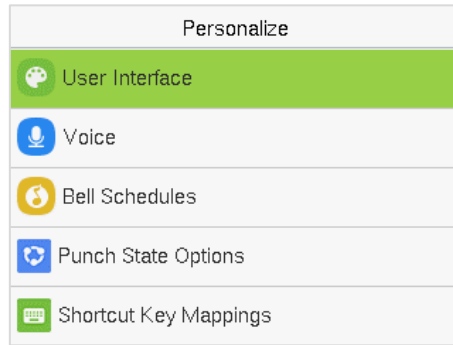 Personalize
User Interface
Voice
Bell Schedules
Punch State Options
Shortcut Key Mappings